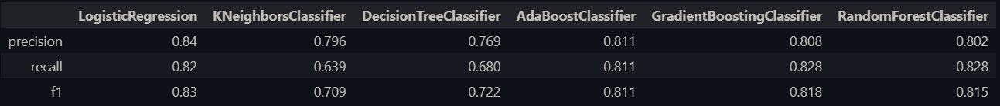 LogisticRegression KNeighborsClassifier DecisionTreeClassifier AdaBoostClassifier GradientBoostingClassifier RandomForestClassifier
precision 0.84 0.796 0.769 0.811 0.808 0.802
recall 0.82 0.639 0.680 0.811 0.828 0.828
f1 0.83 0.709 0.722 0.811 0.818 0.815